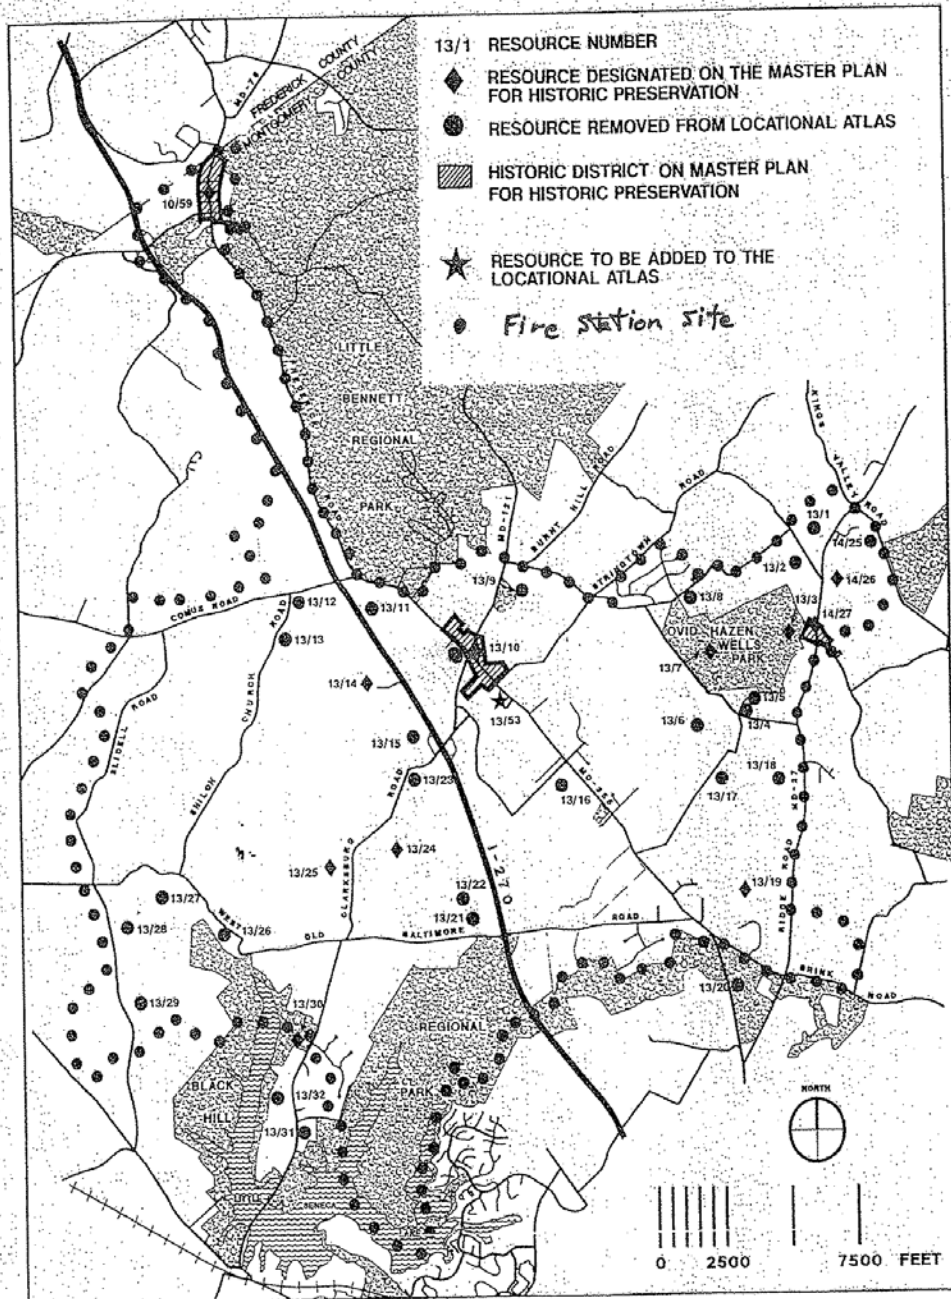 13/1 RESOURCE NUMBER
RESOURCE DESIGNATED ON THE MASTER PLAN
FOR HISTORIC PRESERVATION
RESOURCE REMOVED FROM LOCATIONAL ATLAS
HISTORIC DISTRICT ON MASTER PLAN
FOR HISTORIC PRESERVATION
RESOURCE TO BE ADDED TO THE
LOCATIONAL ATLAS
Fire Station Site
FREDERICK COUNTY
MONTGOMERY COUNTY
10/59
LITTLE
BENNETT
REGIONAL
PARK
MD-121
BURNT HILL ROAD
STRINGTOWN ROAD
KINGS VALLEY ROAD
13/1
14/25
13/2
14/26
13/9
13/8
13/3
14/27
COMUS ROAD
13/12
13/11
13/13
13/10
OVID HAZEN
WELLS
PARK
13/7
13/14
13/53
13/5
13/4
13/6
SLIDELL ROAD
SHILOH CHURCH ROAD
13/15
13/23
13/16
MD-355
13/17
13/18
MD-27
CLARKSBURG ROAD
13/24
13/25
I-270
13/19
RIDGE ROAD
13/27
13/22
13/21
13/28
13/26
WEST OLD BALTIMORE ROAD
BRINK ROAD
13/29
13/30
13/20
REGIONAL
PARK
BLACK
HILL
13/32
13/31
LITTLE
SENECA
LAKE
NORTH
0 2500 7500 FEET